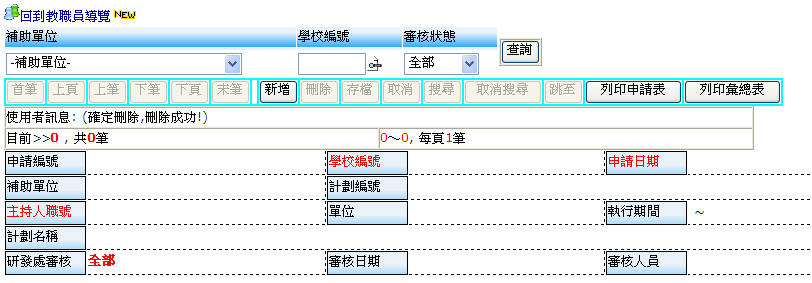 回到教職員導覽 NEW
補助單位 學校編號 審核狀態
-補助單位- 全部 查詢
首筆 上頁 上筆 下筆 下頁 末筆 新增 刪除 存檔 取消 搜尋 取消搜尋 跳至 列印申請表 列印彙總表
使用者訊息: (確定刪除,刪除成功!)
目前>>0 , 共0筆 0～0, 每頁1筆
申請編號 學校編號 申請日期
補助單位 計劃編號
主持人職號 單位 執行期間 ～
計劃名稱
研發處審核 全部 審核日期 審核人員